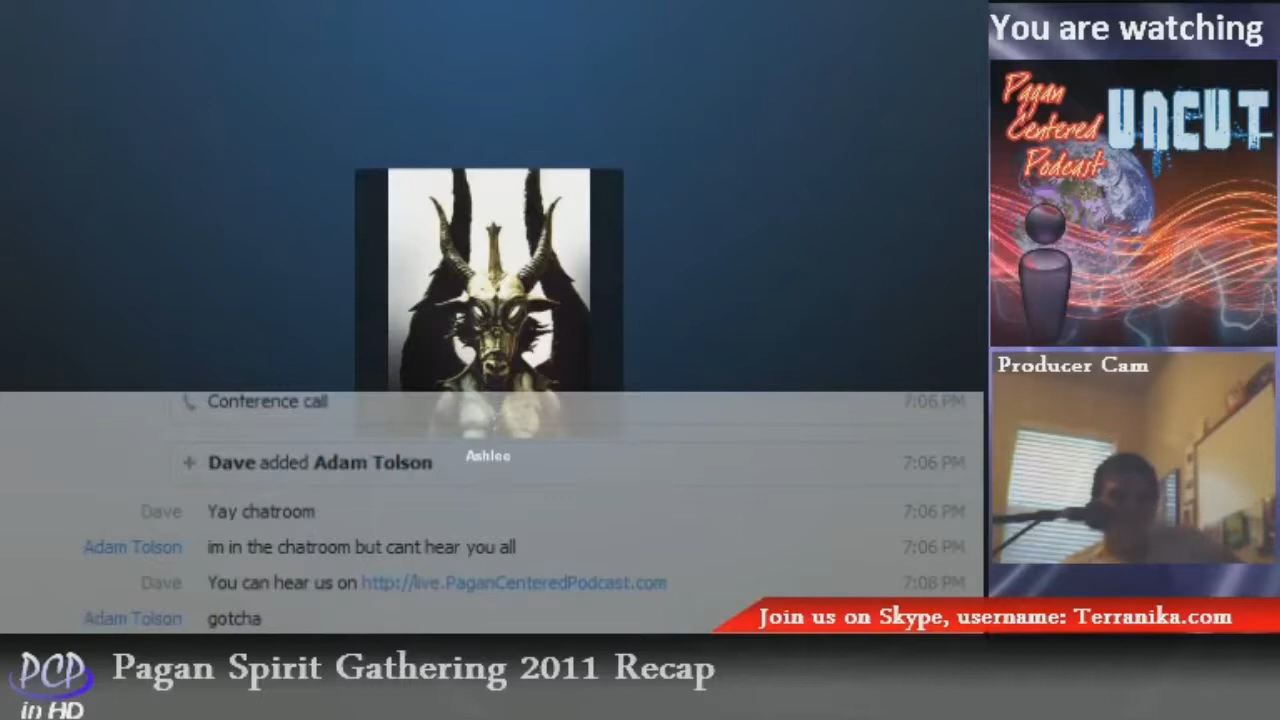 You are watching
Pagan
Centered
Podcast
UNCUT
Producer Cam
Conference call 7:06 PM
Dave added Adam Tolson 7:06 PM
Ashlee
Dave Yay chatroom 7:06 PM
Adam Tolson im in the chatroom but cant hear you all 7:06 PM
Dave You can hear us on http://live.PaganCenteredPodcast.com 7:08 PM
Adam Tolson gotcha
Join us on Skype, username: Terranika.com
PCP
in HD
Pagan Spirit Gathering 2011 Recap